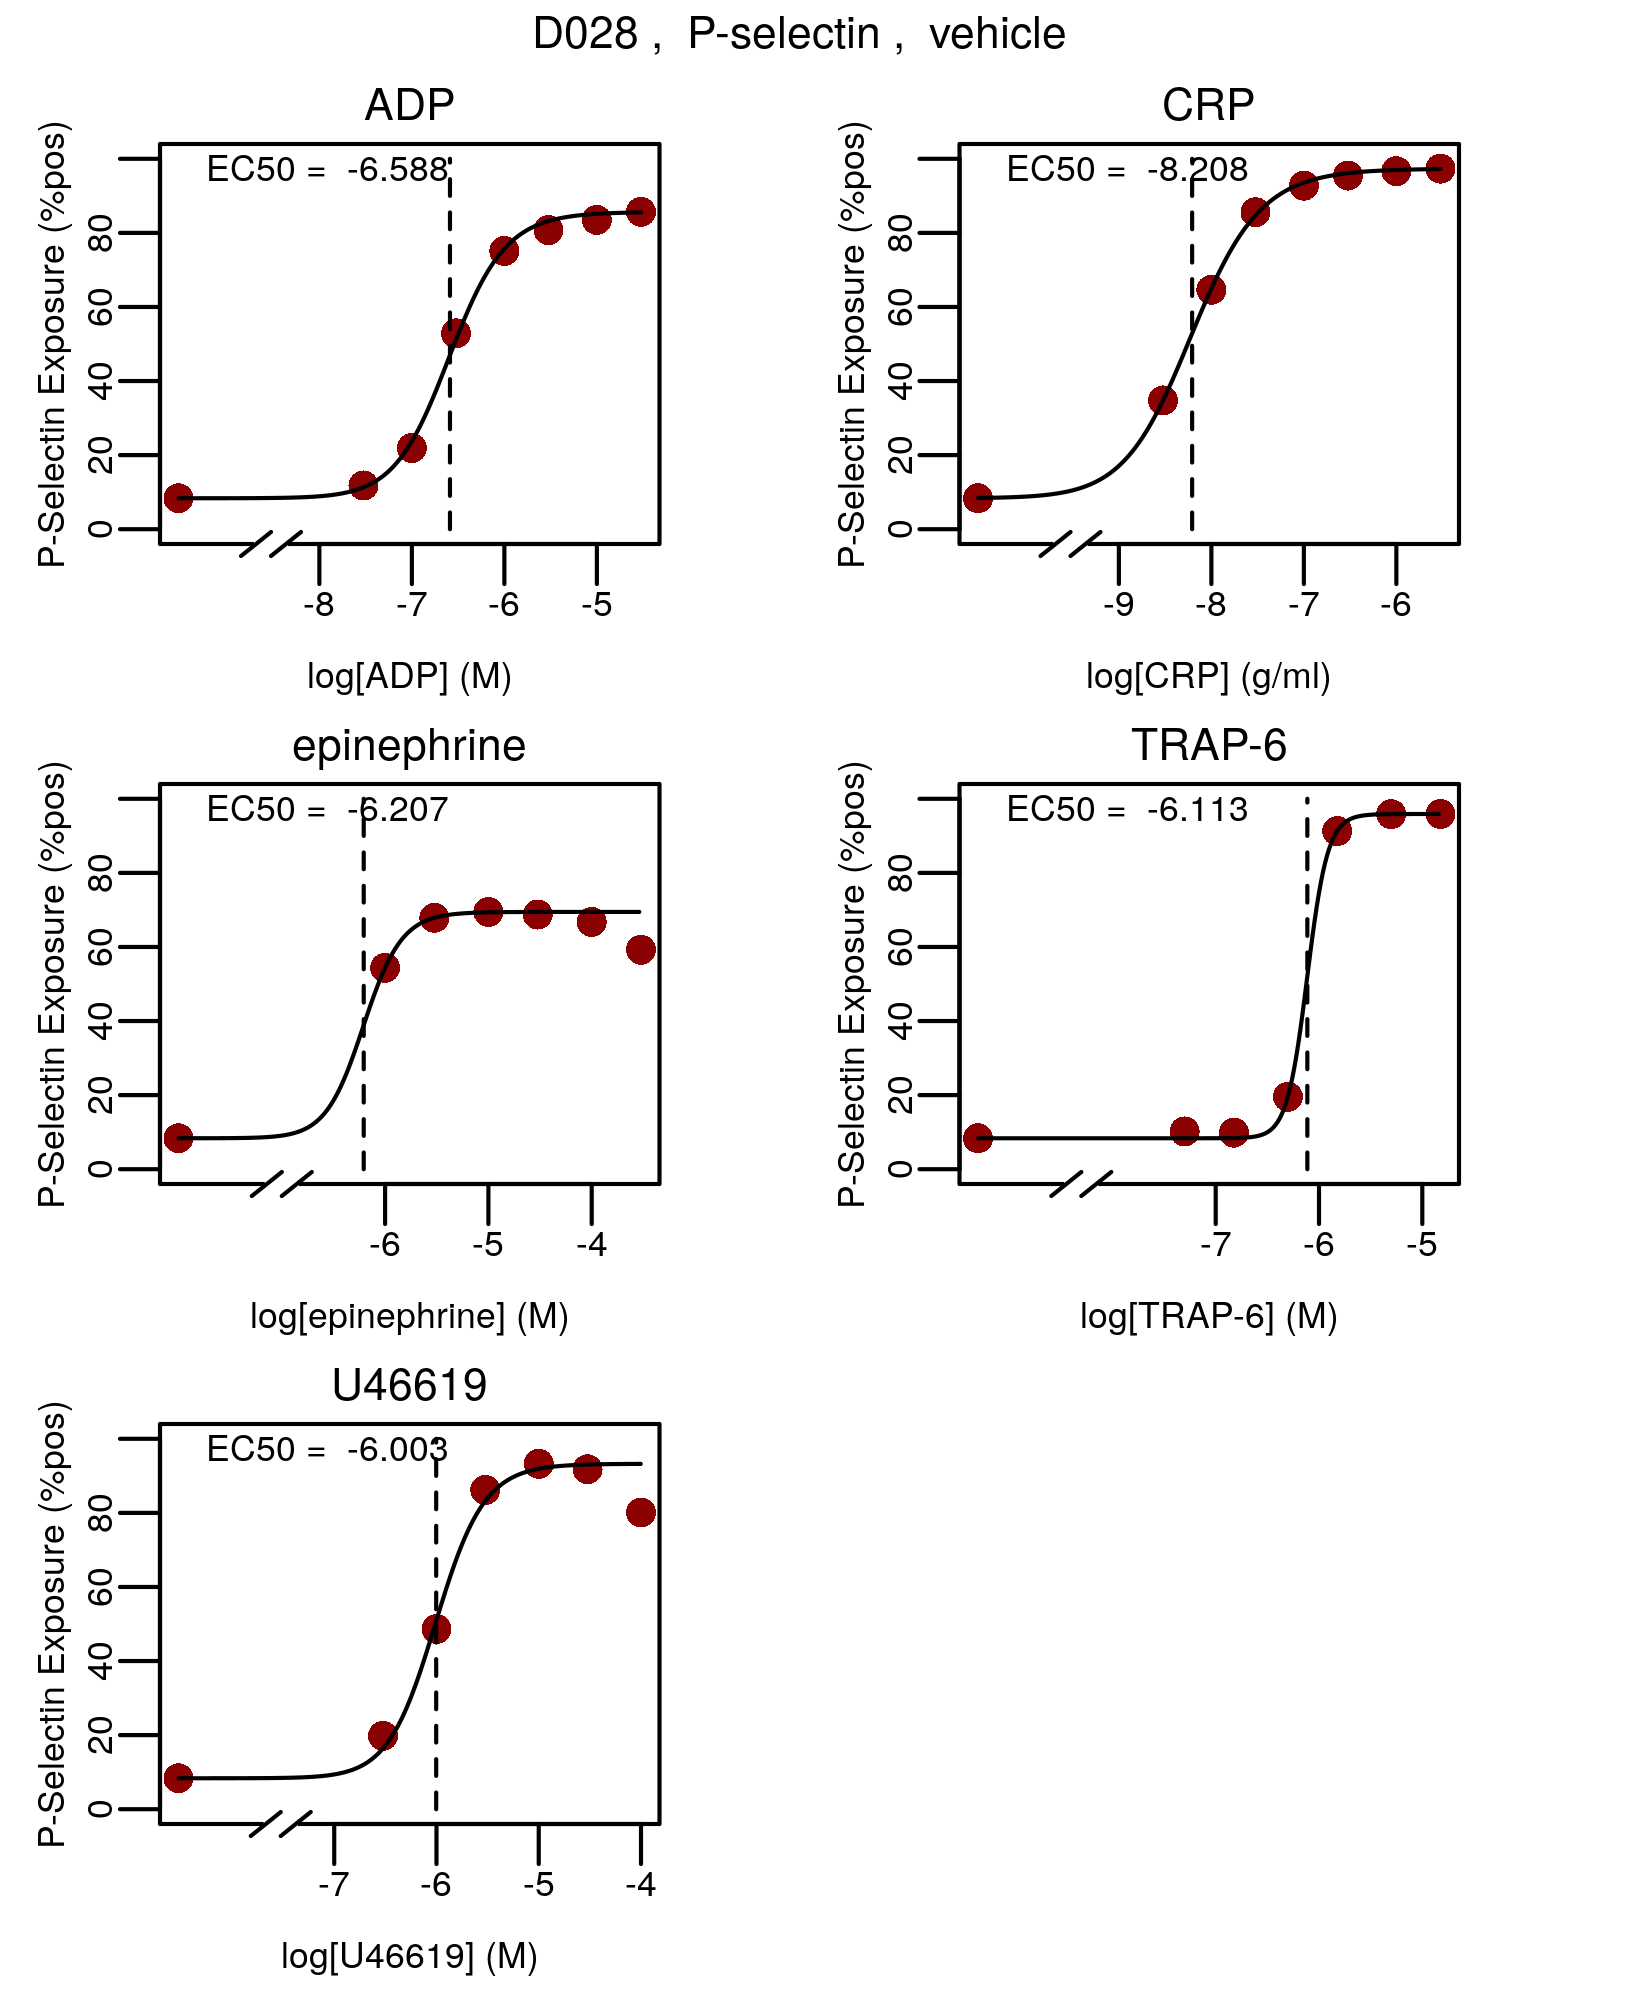 D028 ,  P-selectin ,  vehicle
ADP
EC50 =  -6.588
P-Selectin Exposure (%pos)
0 20 40 60 80
-8 -7 -6 -5
log[ADP] (M)
CRP
EC50 =  -8.208
P-Selectin Exposure (%pos)
0 20 40 60 80
-9 -8 -7 -6
log[CRP] (g/ml)
epinephrine
EC50 =  -6.207
P-Selectin Exposure (%pos)
0 20 40 60 80
-6 -5 -4
log[epinephrine] (M)
TRAP-6
EC50 =  -6.113
P-Selectin Exposure (%pos)
0 20 40 60 80
-7 -6 -5
log[TRAP-6] (M)
U46619
EC50 =  -6.003
P-Selectin Exposure (%pos)
0 20 40 60 80
-7 -6 -5 -4
log[U46619] (M)